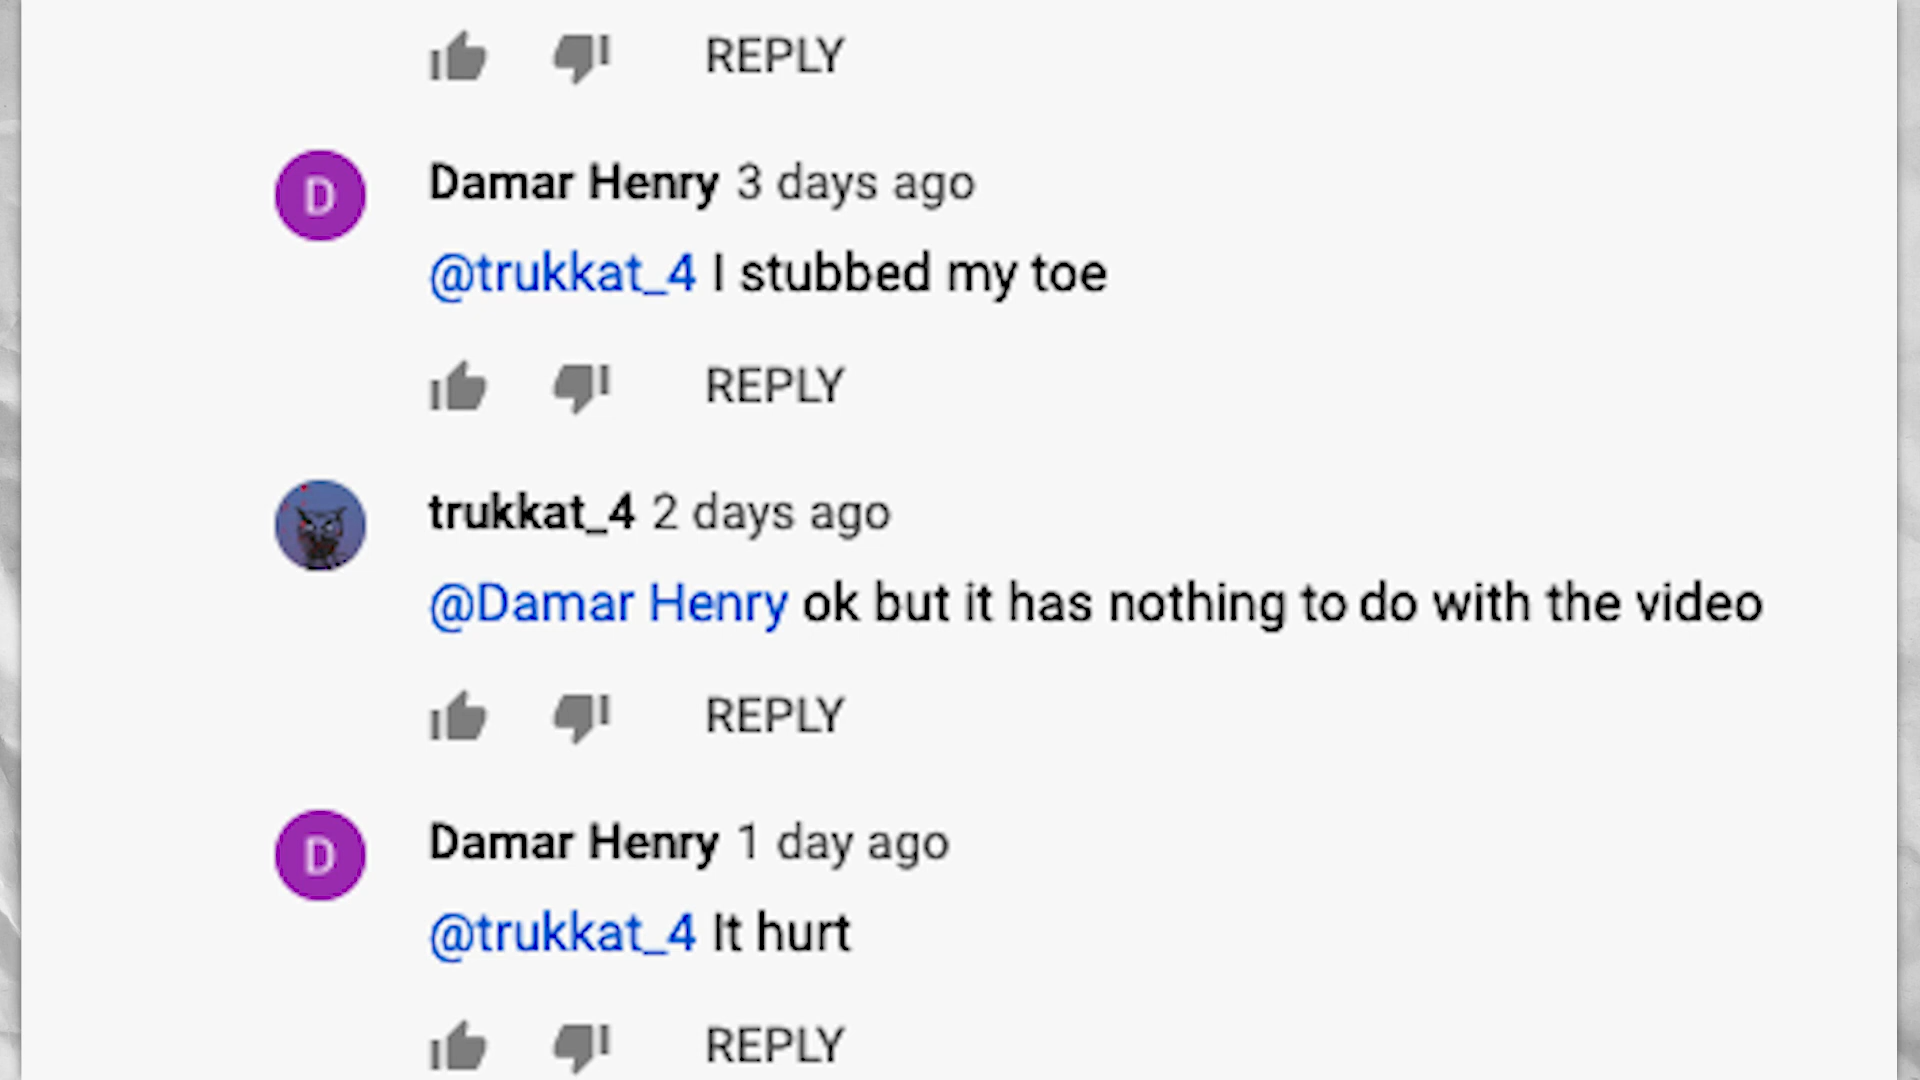 REPLY
D
Damar Henry 3 days ago
@trukkat_4 I stubbed my toe
REPLY
trukkat_4 2 days ago
@Damar Henry ok but it has nothing to do with the video
REPLY
D
Damar Henry 1 day ago
@trukkat_4 It hurt
REPLY